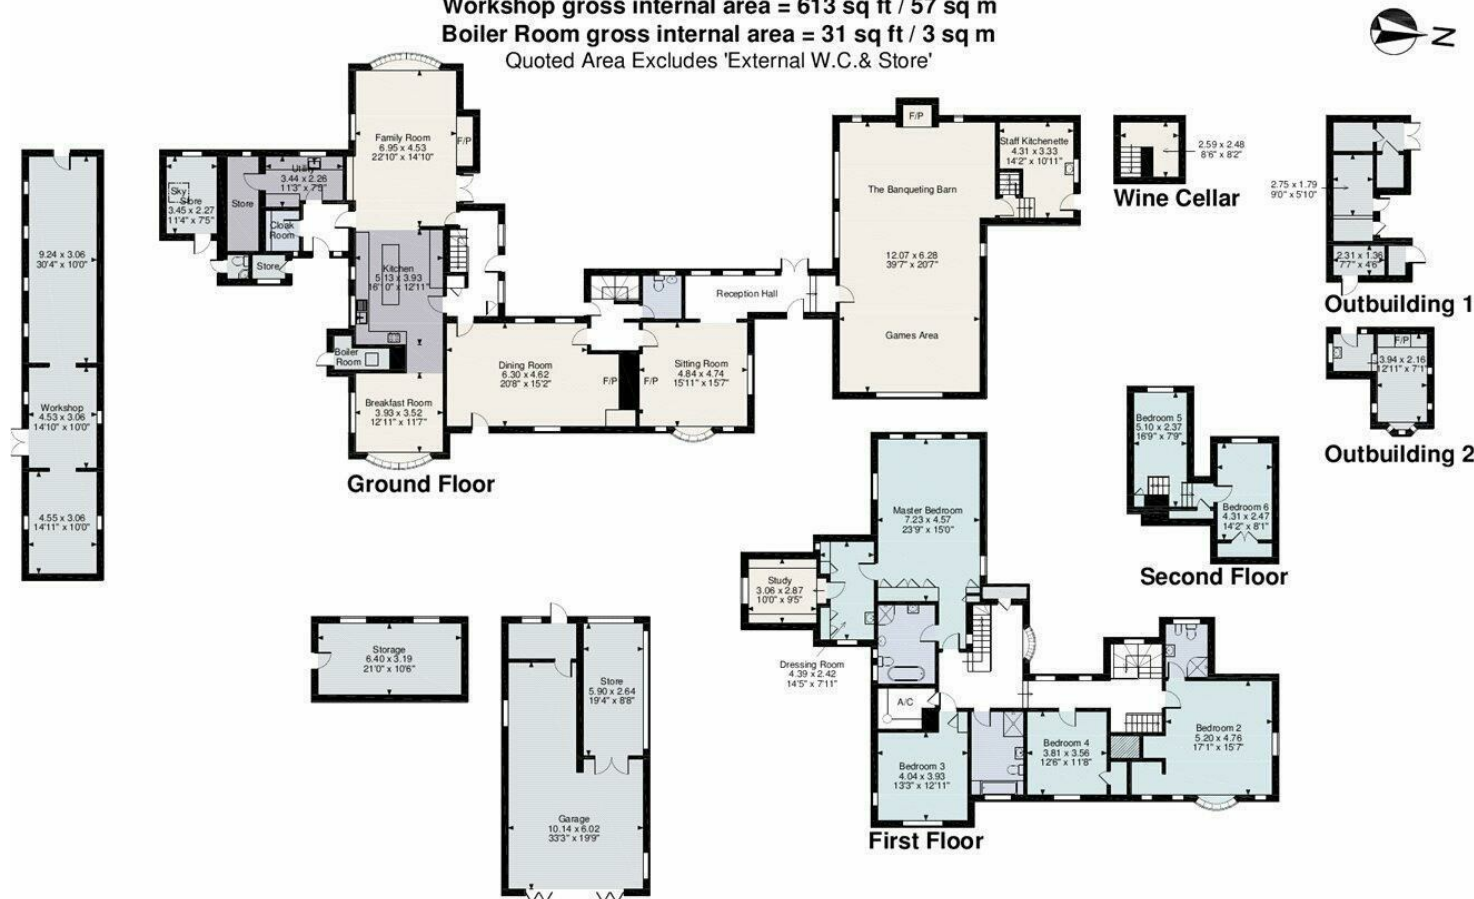 Workshop gross internal area = 613 sq ft / 57 sq m
Boiler Room gross internal area = 31 sq ft / 3 sq m
Quoted Area Excludes 'External W.C.& Store'
N
Family Room
6.95 x 4.53
22'10" x 14'10"
F/P
Utility
3.44 x 2.26
11'3" x 7'5"
Sky
Store
3.45 x 2.27
11'4" x 7'5"
Store
Cloak
Room
Store
Kitchen
5.13 x 3.93
16'10" x 12'11"
Boiler
Room
Breakfast Room
3.93 x 3.52
12'11" x 11'7"
Dining Room
6.30 x 4.62
20'8" x 15'2"
F/P
F/P
Sitting Room
4.84 x 4.74
15'11" x 15'7"
Reception Hall
F/P
The Banqueting Barn
12.07 x 6.28
39'7" x 20'7"
Games Area
Staff Kitchenette
4.31 x 3.33
14'2" x 10'11"
Ground Floor
2.59 x 2.48
8'6" x 8'2"
Wine Cellar
2.75 x 1.79
9'0" x 5'10"
2.31 x 1.36
7'7" x 4'6"
Outbuilding 1
F/P
3.94 x 2.16
12'11" x 7'1"
Outbuilding 2
9.24 x 3.06
30'4" x 10'0"
Workshop
4.53 x 3.06
14'10" x 10'0"
4.55 x 3.06
14'11" x 10'0"
Bedroom 5
5.10 x 2.37
16'9" x 7'9"
Bedroom 6
4.31 x 2.47
14'2" x 8'1"
Second Floor
Master Bedroom
7.23 x 4.57
23'9" x 15'0"
Study
3.06 x 2.87
10'0" x 9'5"
Dressing Room
4.39 x 2.42
14'5" x 7'11"
A/C
Bedroom 3
4.04 x 3.93
13'3" x 12'11"
Bedroom 4
3.81 x 3.56
12'6" x 11'8"
Bedroom 2
5.20 x 4.76
17'1" x 15'7"
First Floor
Storage
6.40 x 3.19
21'0" x 10'6"
Store
5.90 x 2.64
19'4" x 8'8"
Garage
10.14 x 6.02
33'3" x 19'9"